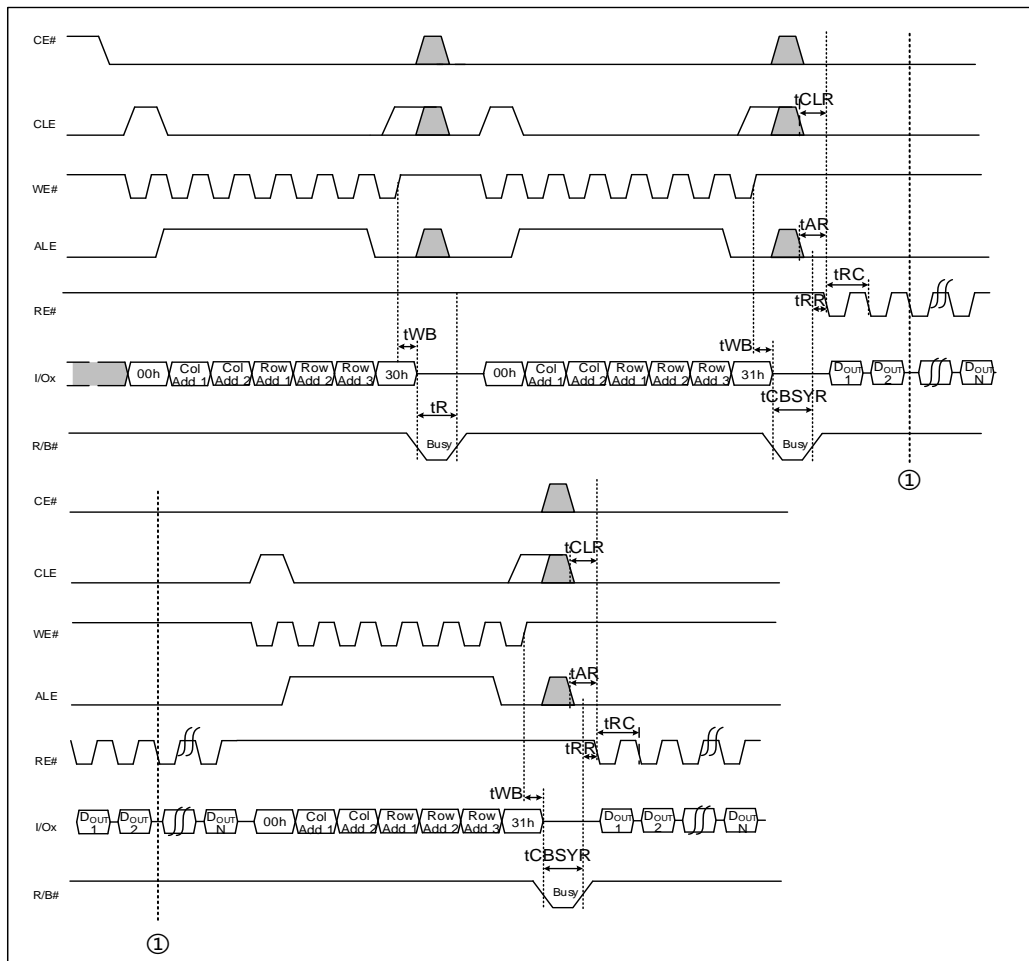 CE#
CLE
tCLR
WE#
ALE
tAR
RE#
tRC
tRR
tWB
tWB
I/Ox
00h Col Add 1 Col Add 2 Row Add 1 Row Add 2 Row Add 3 30h
00h Col Add 1 Col Add 2 Row Add 1 Row Add 2 Row Add 3 31h
DOUT 1 DOUT 2 DOUT N
tR
tCBSYR
R/B#
Busy
Busy
①
CE#
CLE
tCLR
WE#
ALE
tAR
RE#
tRC
tRR
tWB
I/Ox
DOUT 1 DOUT 2 DOUT N
00h Col Add 1 Col Add 2 Row Add 1 Row Add 2 Row Add 3 31h
DOUT 1 DOUT 2 DOUT N
tCBSYR
R/B#
Busy
①